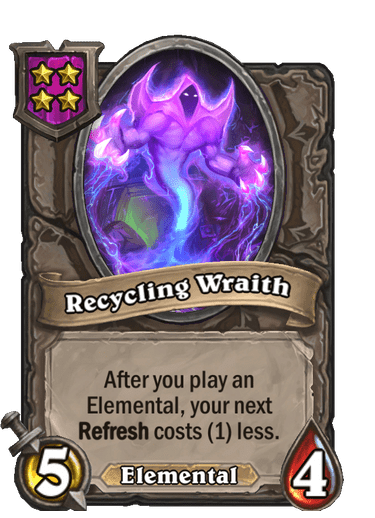 Recycling Wraith
After you play an
Elemental, your next
Refresh costs (1) less.
5
Elemental
4